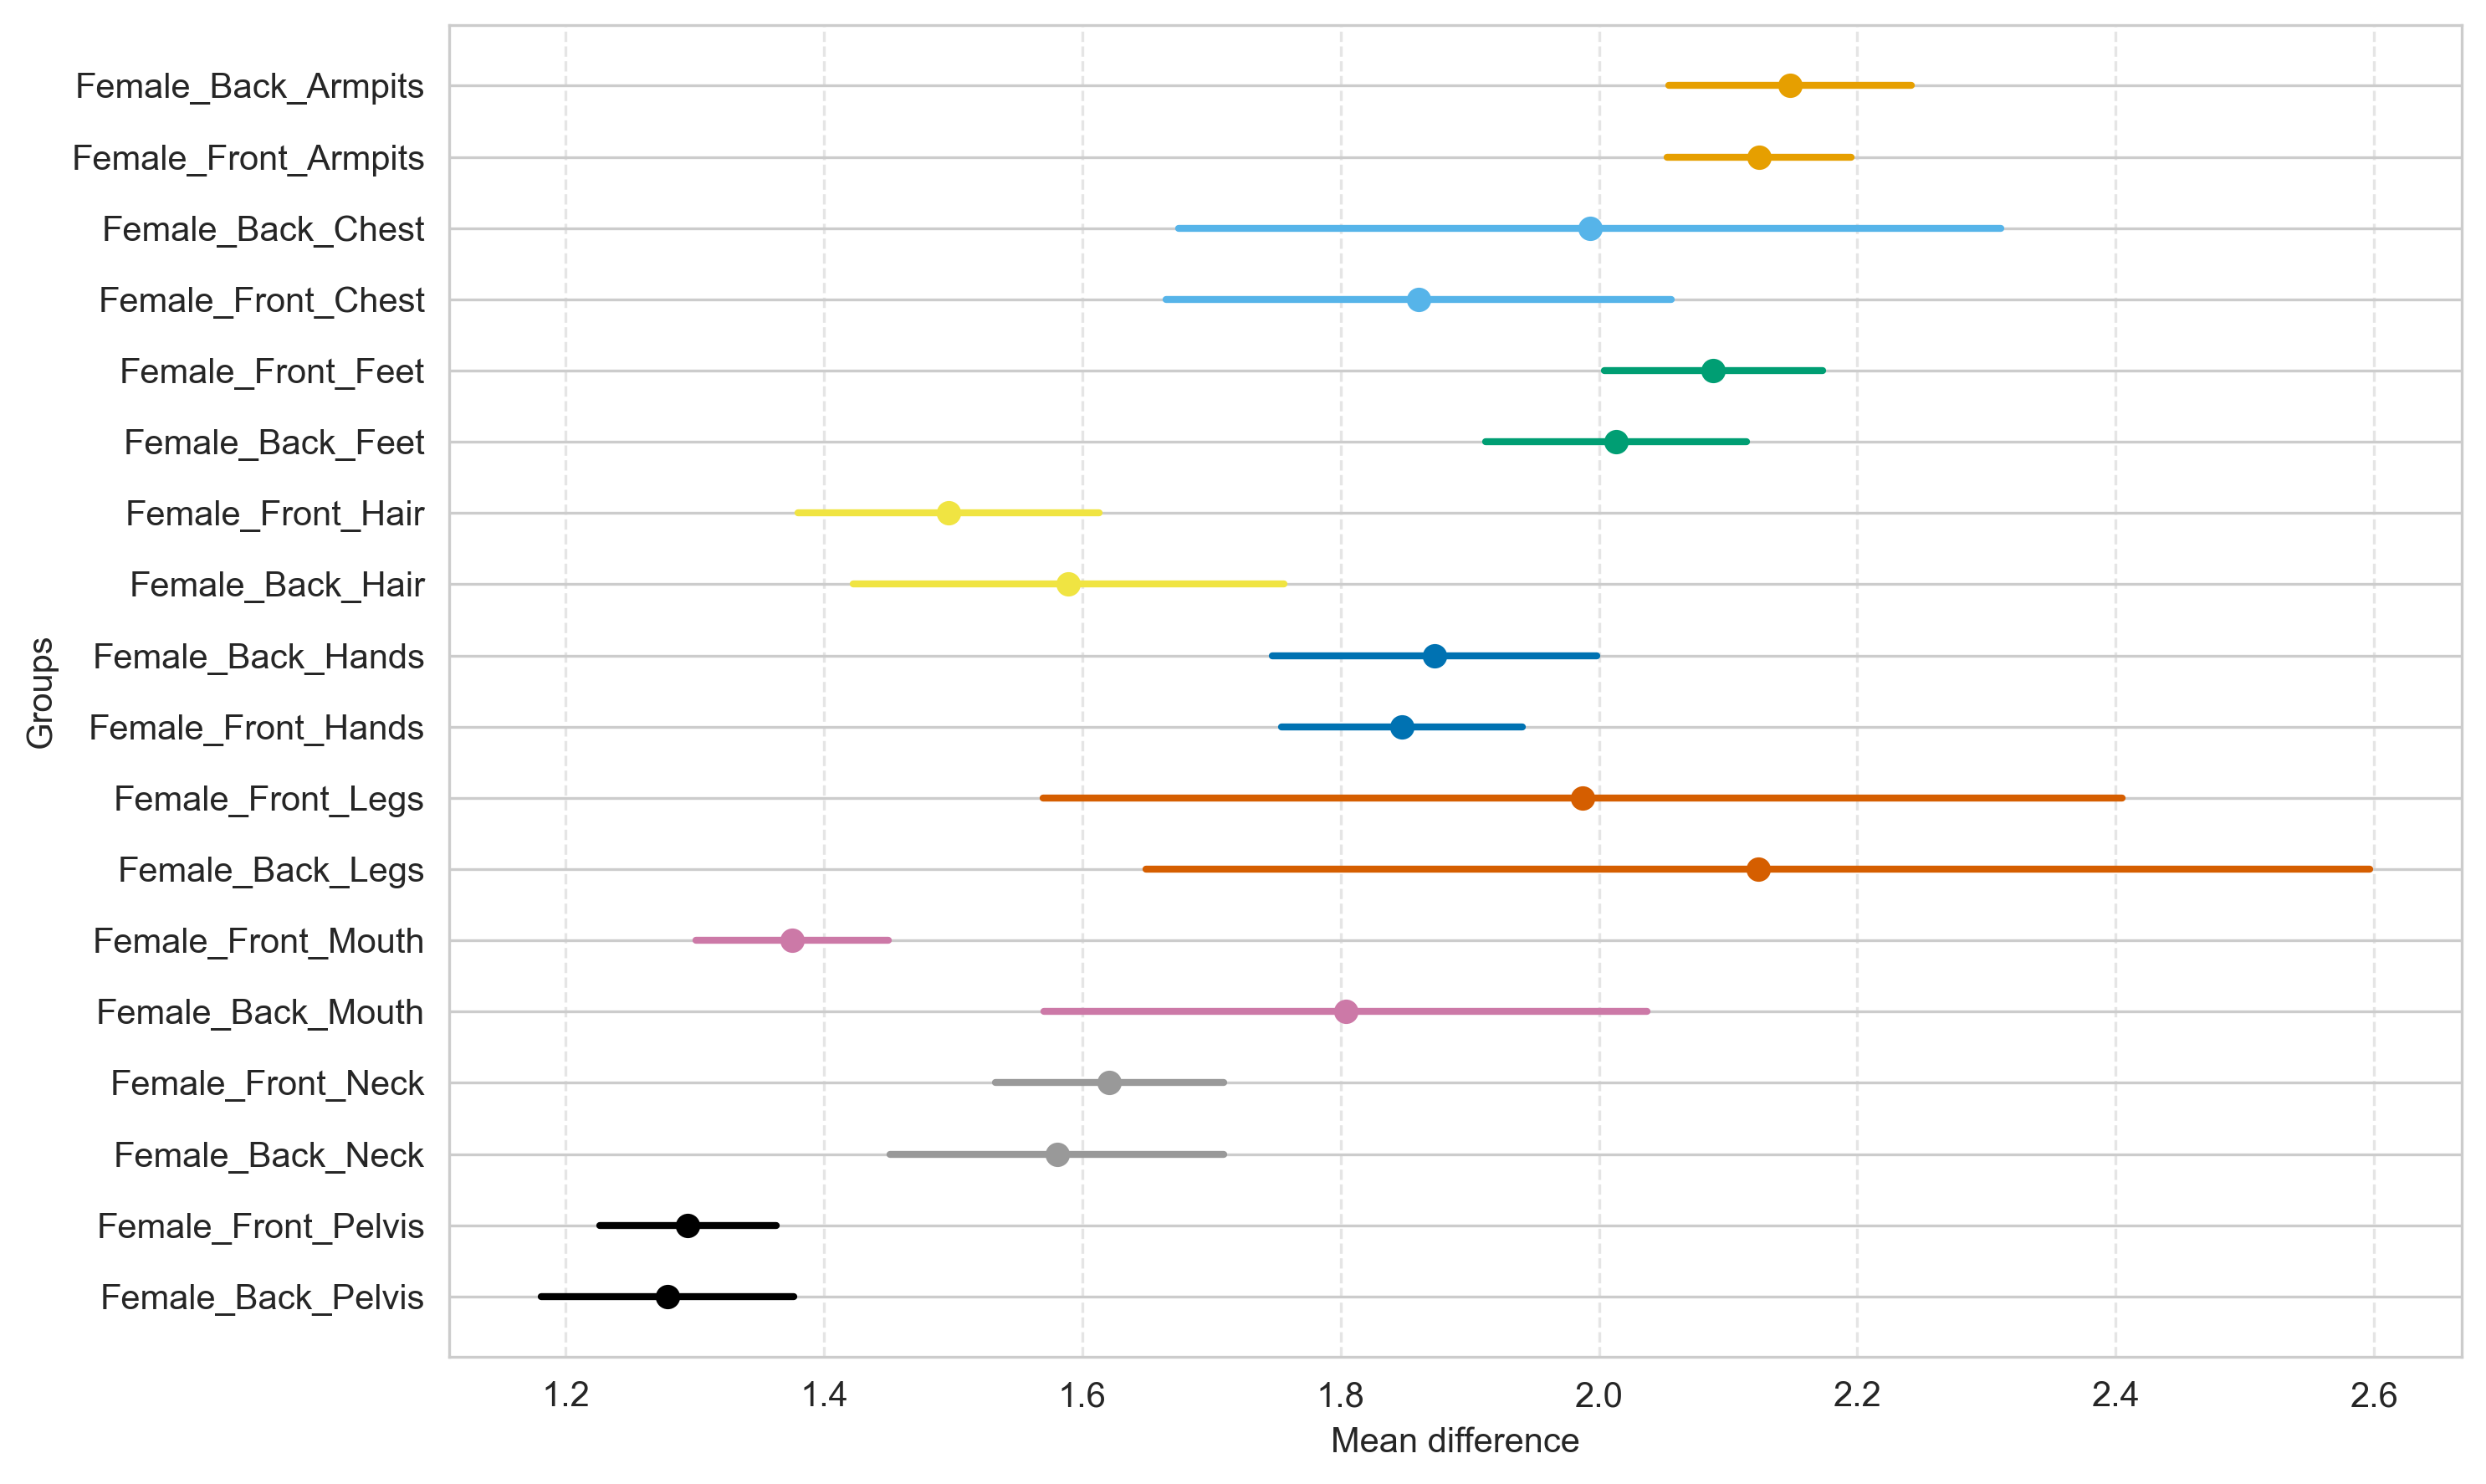 Female_Back_Armpits
Female_Front_Armpits
Female_Back_Chest
Female_Front_Chest
Female_Front_Feet
Female_Back_Feet
Female_Front_Hair
Female_Back_Hair
Female_Back_Hands
Female_Front_Hands
Female_Front_Legs
Female_Back_Legs
Female_Front_Mouth
Female_Back_Mouth
Female_Front_Neck
Female_Back_Neck
Female_Front_Pelvis
Female_Back_Pelvis
Groups
1.2 1.4 1.6 1.8 2.0 2.2 2.4 2.6
Mean difference